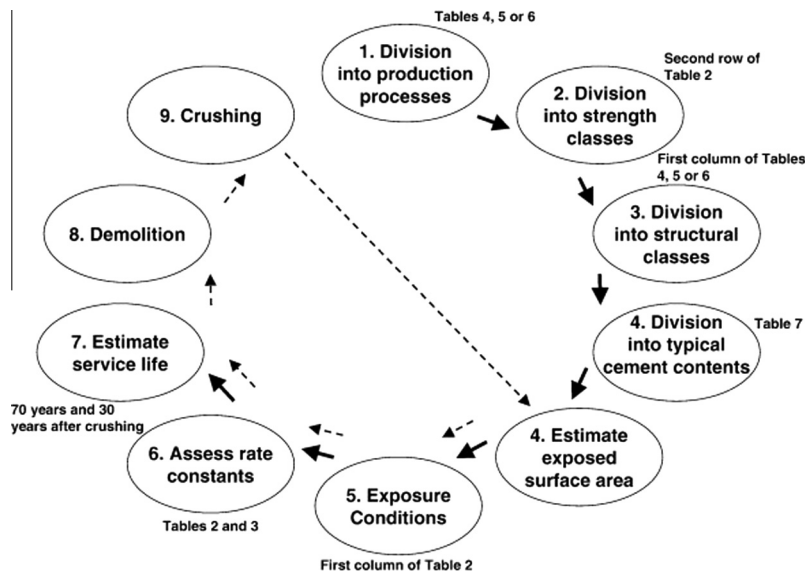 Tables 4, 5 or 6
1. Division
into production
processes
Second row of
Table 2
2. Division
into strength
classes
First column of Tables
4, 5 or 6
3. Division
into structural
classes
4. Division
into typical
cement contents
Table 7
4. Estimate
exposed
surface area
5. Exposure
Conditions
First column of Table 2
6. Assess rate
constants
Tables 2 and 3
7. Estimate
service life
70 years and 30
years after crushing
8. Demolition
9. Crushing